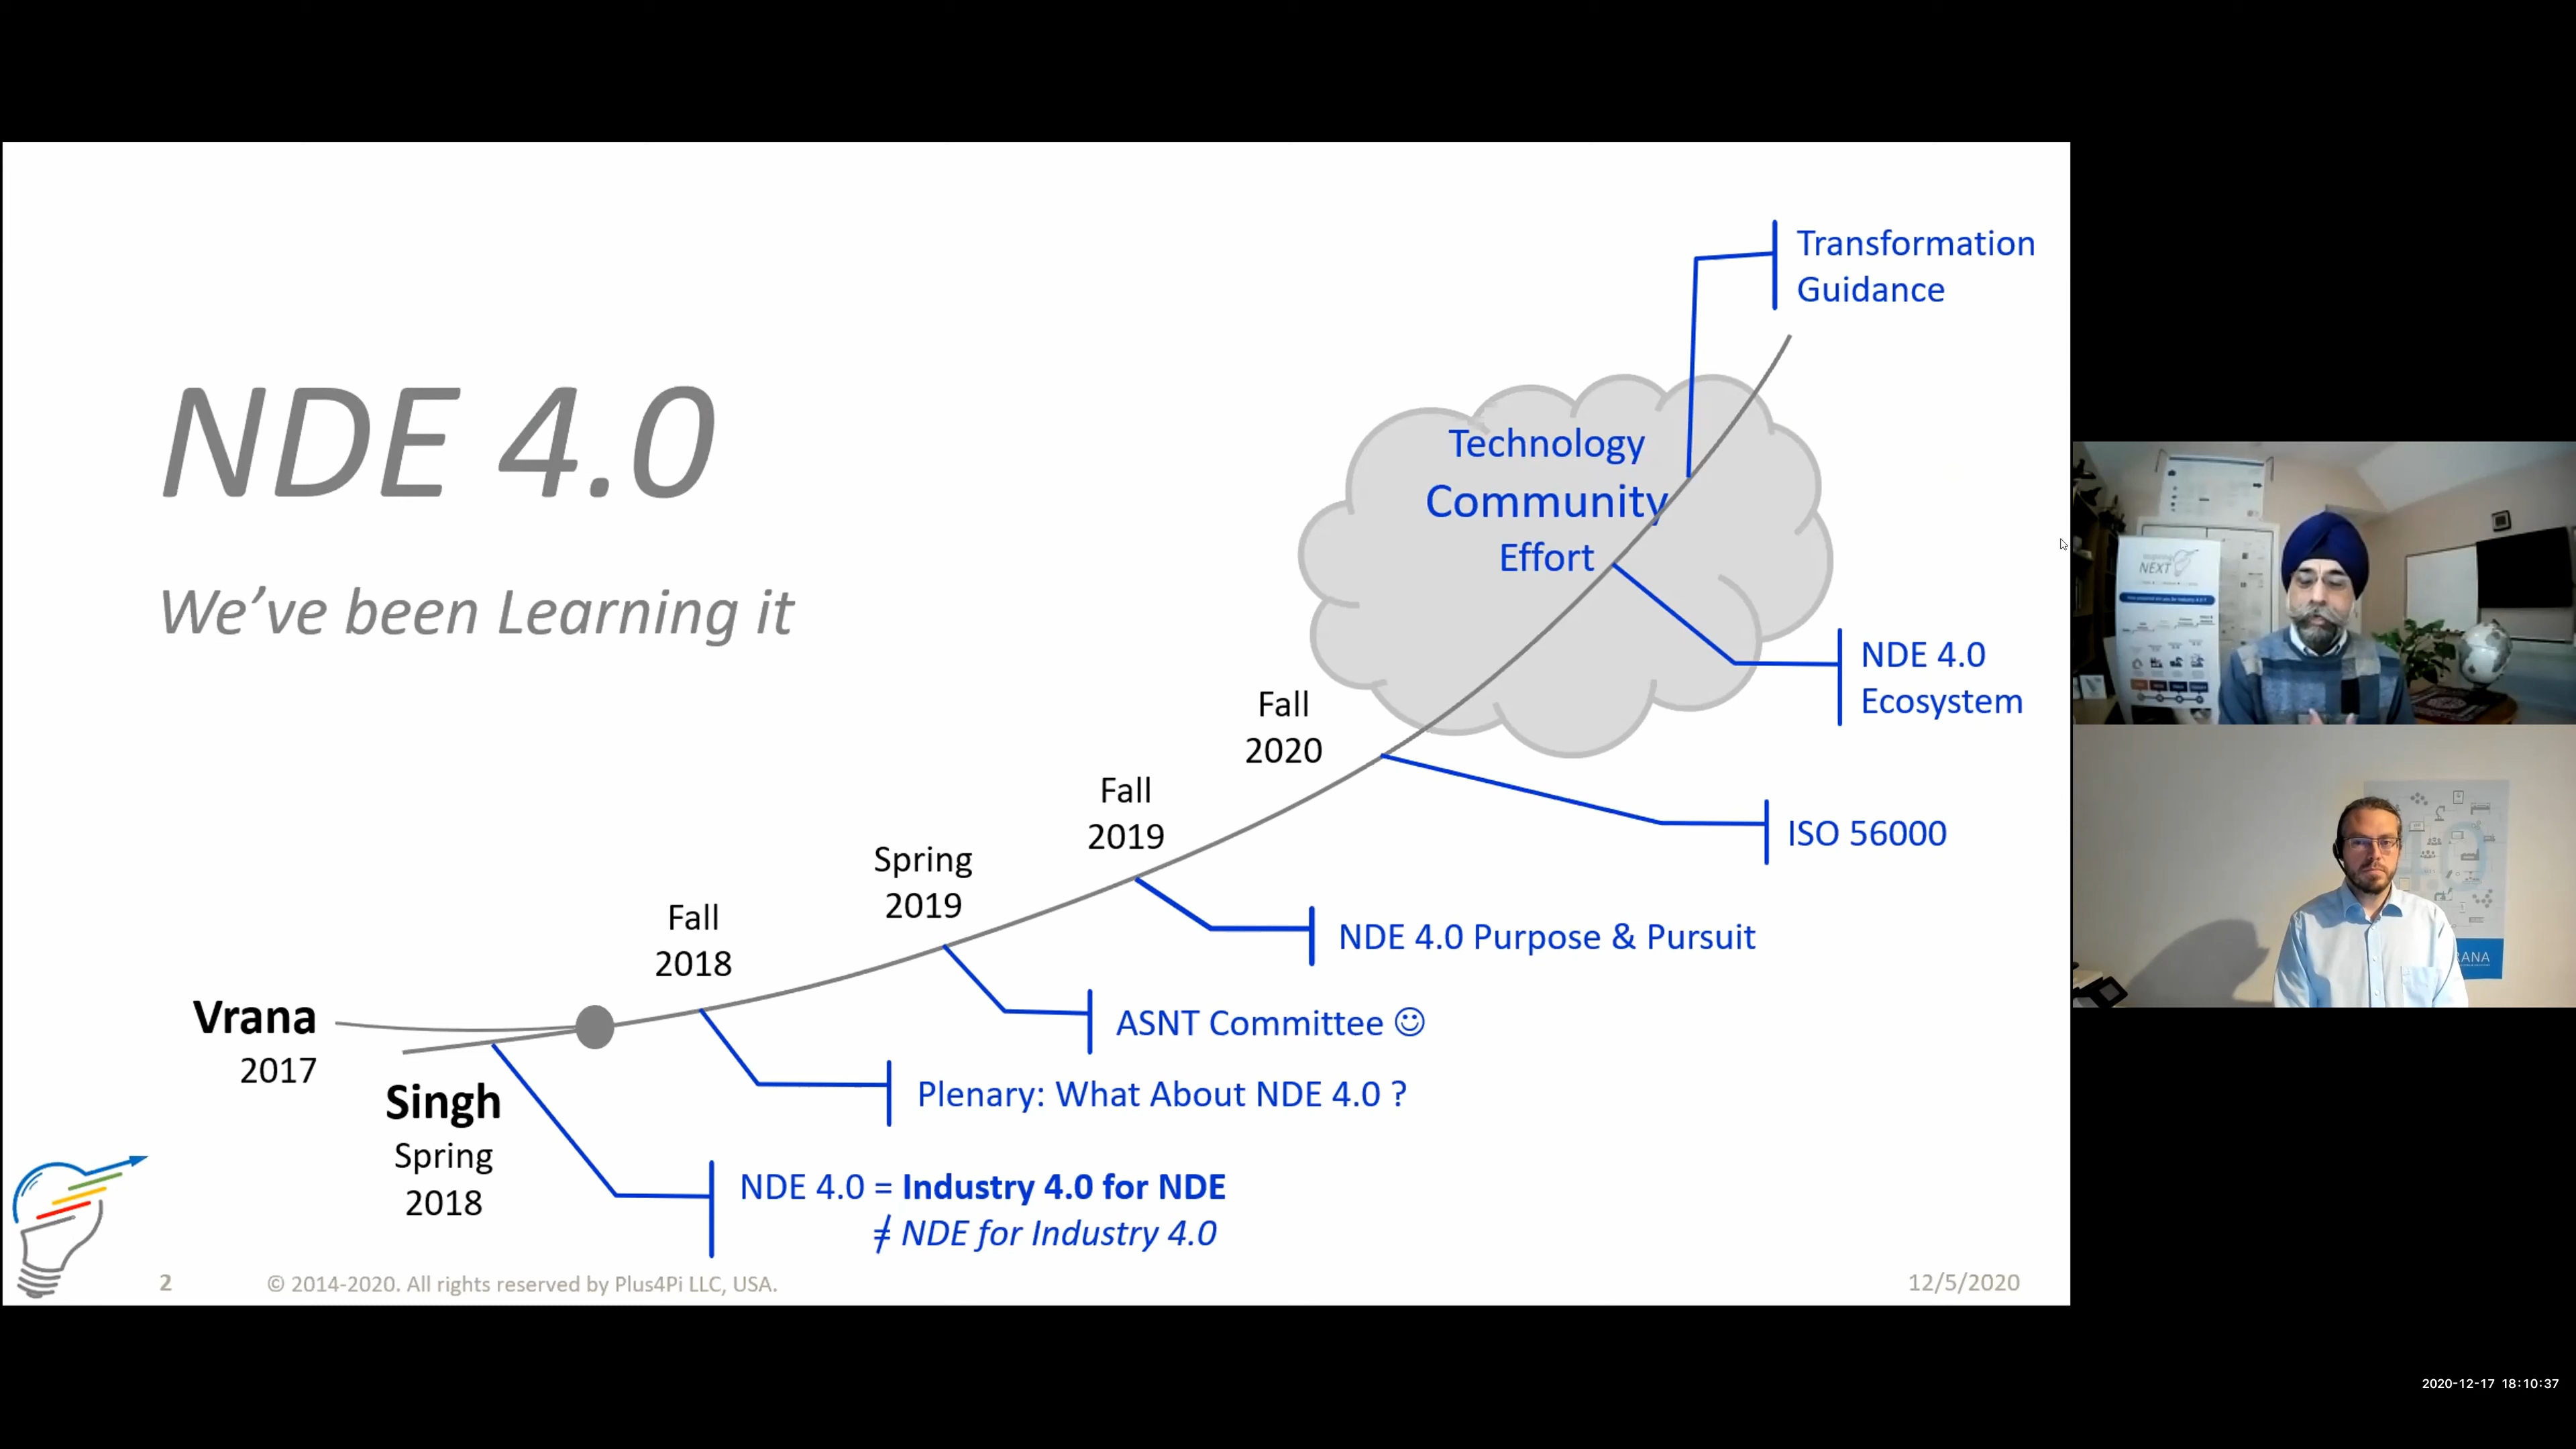 NDE 4.0
We've been Learning it
Transformation
Guidance
Technology
Community
Effort
NDE 4.0
Ecosystem
ISO 56000
Fall
2020
Fall
2019
NDE 4.0 Purpose & Pursuit
Spring
2019
ASNT Committee ☺
Fall
2018
Plenary: What About NDE 4.0 ?
Vrana
2017
Singh
Spring
2018
NDE 4.0 = Industry 4.0 for NDE
≠ NDE for Industry 4.0
2
© 2014-2020. All rights reserved by Plus4Pi LLC, USA.
12/5/2020
NEXT
RANA
2020-12-17 18:10:37